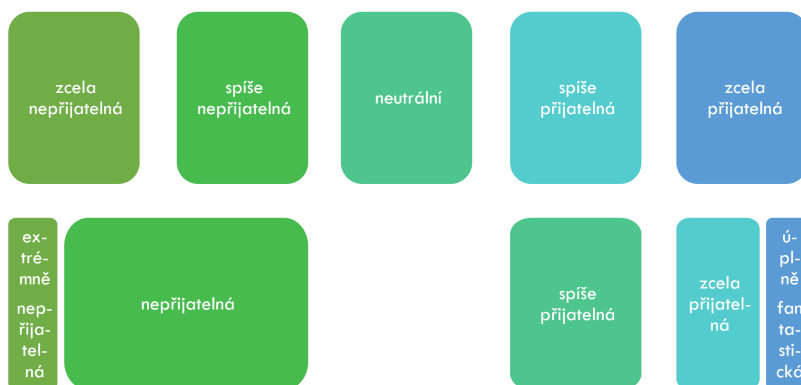 zcela
nepřijatelná
spíše
nepřijatelná
neutrální
spíše
přijatelná
zcela
přijatelná
ex-
tré-
mně
nep-
řija-
tel-
ná
nepřijatelná
spíše
přijatelná
zcela
přijatel-
ná
ú-
pl-
ně
fan
ta-
sti-
cká